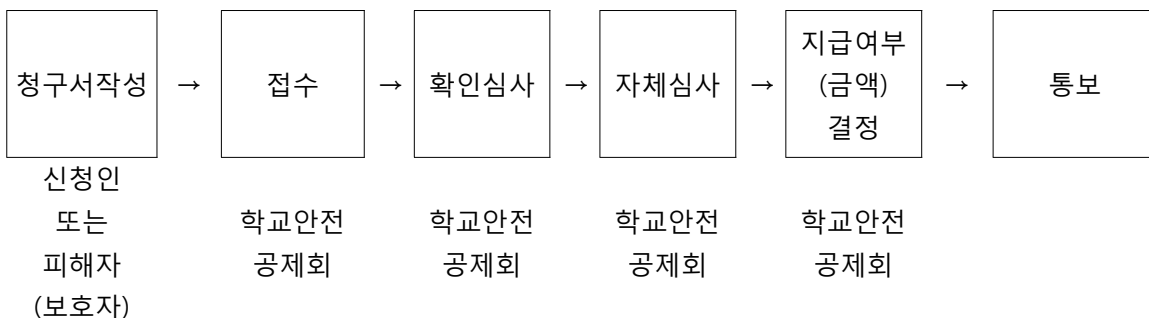 청구서작성 → 접수 → 확인심사 → 자체심사 → 지급여부 (금액) 결정 → 통보
신청인 또는 피해자 (보호자)
학교안전 공제회
학교안전 공제회
학교안전 공제회
학교안전 공제회